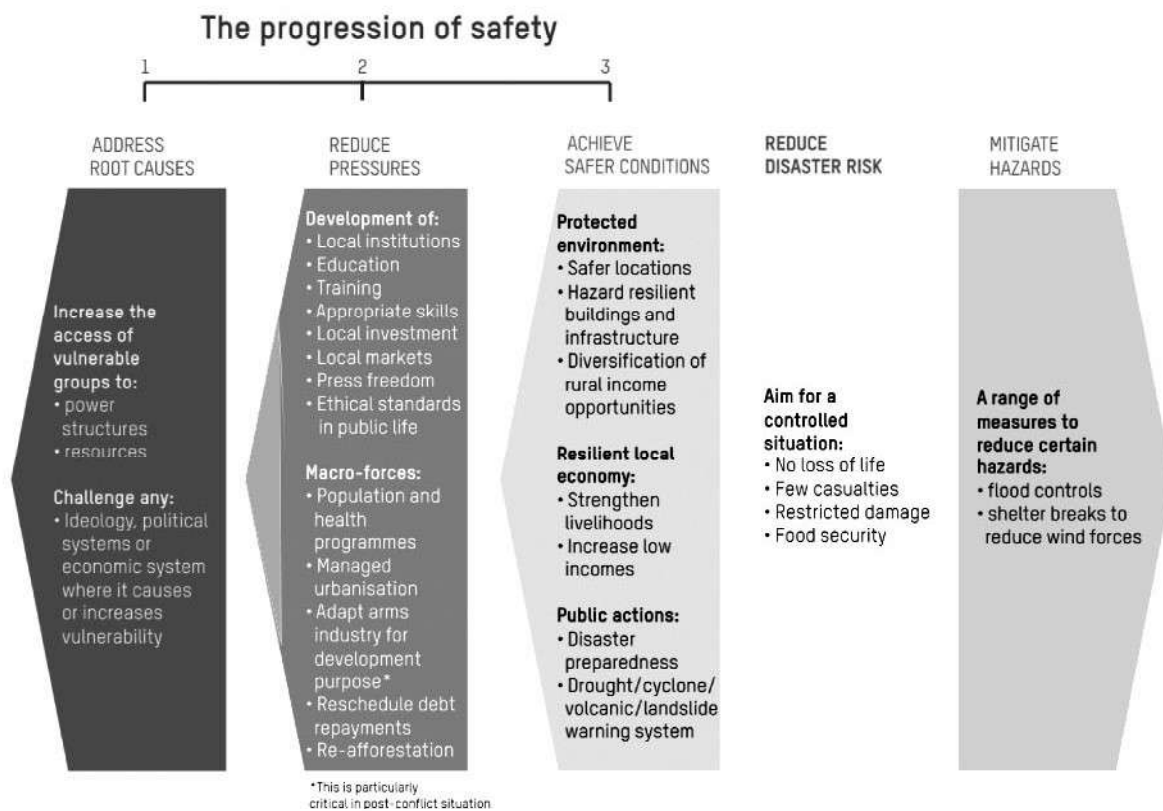 The progression of safety
1
2
3
ADDRESS
ROOT CAUSES
Increase the
access of
vulnerable
groups to:
• power
structures
• resources
Challenge any:
• Ideology, political
systems or
economic system
where it causes
or increases
vulnerability
REDUCE
PRESSURES
Development of:
• Local institutions
• Education
• Training
• Appropriate skills
• Local investment
• Local markets
• Press freedom
• Ethical standards
in public life
Macro-forces:
• Population and
health
programmes
• Managed
urbanisation
• Adapt arms
industry for
development
purpose*
• Reschedule debt
repayments
• Re-afforestation
*This is particularly
critical in post-conflict situation
ACHIEVE
SAFER CONDITIONS
Protected
environment:
• Safer locations
• Hazard resilient
buildings and
infrastructure
• Diversification of
rural income
opportunities
Resilient local
economy:
• Strengthen
livelihoods
• Increase low
incomes
Public actions:
• Disaster
preparedness
• Drought/cyclone/
volcanic/landslide
warning system
REDUCE
DISASTER RISK
Aim for a
controlled
situation:
• No loss of life
• Few casualties
• Restricted damage
• Food security
MITIGATE
HAZARDS
A range of
measures to
reduce certain
hazards:
• flood controls
• shelter breaks to
reduce wind forces